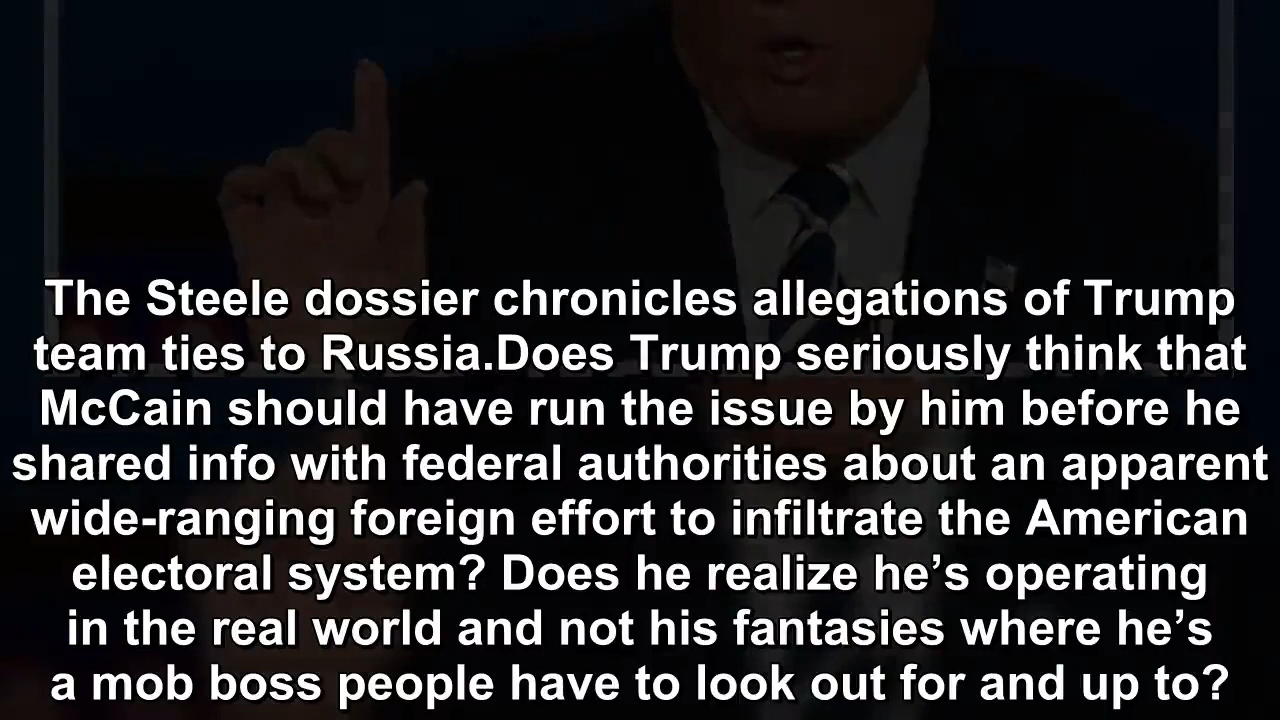 The Steele dossier chronicles allegations of Trump
team ties to Russia.Does Trump seriously think that
McCain should have run the issue by him before he
shared info with federal authorities about an apparent
wide-ranging foreign effort to infiltrate the American
electoral system? Does he realize he’s operating
in the real world and not his fantasies where he’s
a mob boss people have to look out for and up to?